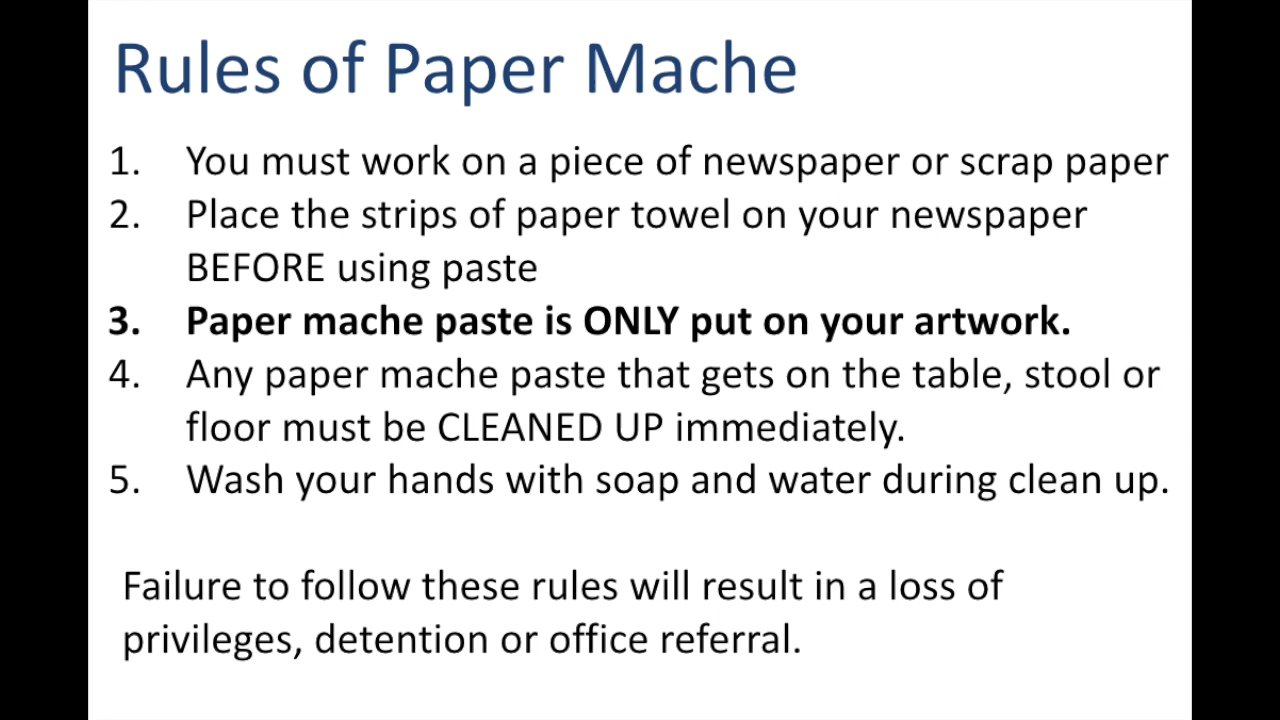 Rules of Paper Mache
1. You must work on a piece of newspaper or scrap paper
2. Place the strips of paper towel on your newspaper
BEFORE using paste
3. Paper mache paste is ONLY put on your artwork.
4. Any paper mache paste that gets on the table, stool or
floor must be CLEANED UP immediately.
5. Wash your hands with soap and water during clean up.
Failure to follow these rules will result in a loss of
privileges, detention or office referral.